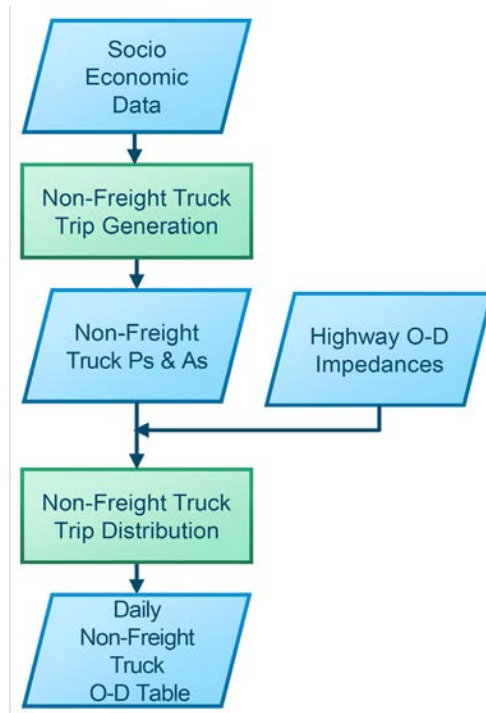 Socio
Economic
Data
Non-Freight Truck
Trip Generation
Non-Freight
Truck Ps & As
Highway O-D
Impedances
Non-Freight Truck
Trip Distribution
Daily
Non-Freight
Truck
O-D Table